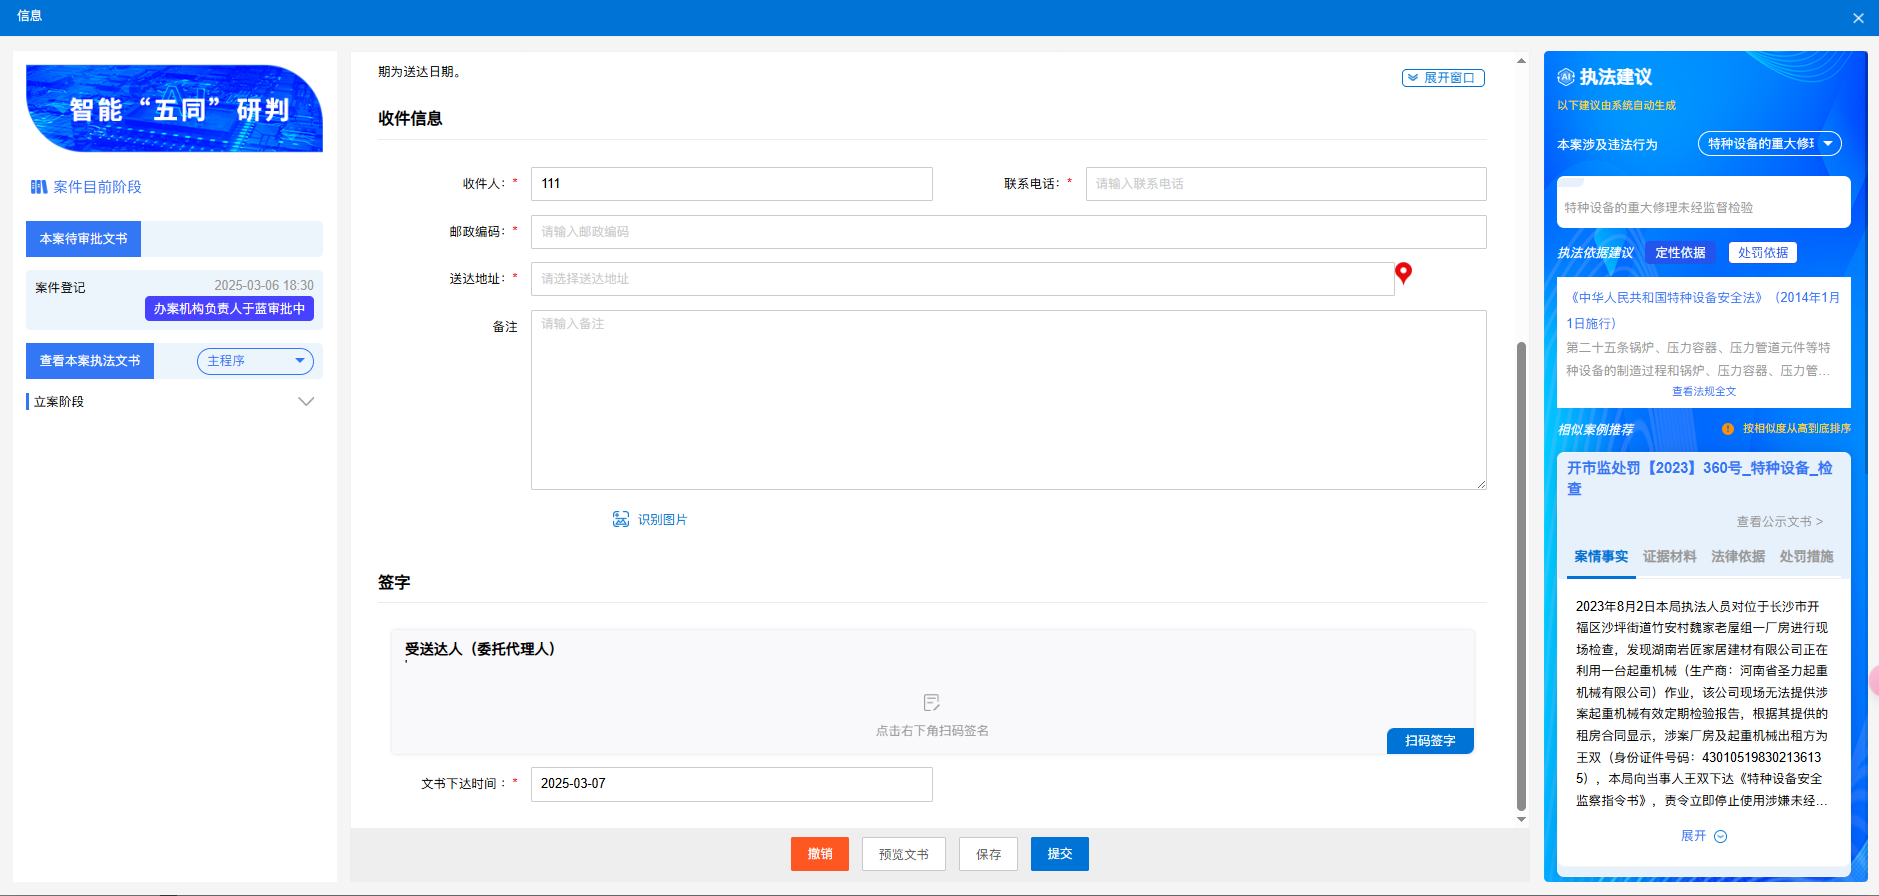 信息
智能“五同”研判
案件目前阶段
本案待审批文书
案件登记
2025-03-06 18:30
办案机构负责人于蓝审批中
查看本案执法文书
主程序
立案阶段
期为送达日期。
展开窗口
收件信息
收件人：*
111
联系电话：*
请输入联系电话
邮政编码：*
请输入邮政编码
送达地址：*
请选择送达地址
备注
请输入备注
识别图片
签字
受送达人（委托代理人）
点击右下角扫码签名
扫码签字
文书下达时间：*
2025-03-07
撤销
预览文书
保存
提交
AI 执法建议
以下建议由系统自动生成
本案涉及违法行为
特种设备的重大修理
特种设备的重大修理未经监督检验
执法依据建议
定性依据
处罚依据
《中华人民共和国特种设备安全法》（2014年1月
1日施行）
第二十五条锅炉、压力容器、压力管道元件等特
种设备的制造过程和锅炉、压力容器、压力管...
查看法规全文
相似案例推荐
按相似度从高到底排序
开市监处罚【2023】360号_特种设备_检
查
查看公示文书 >
案情事实
证据材料
法律依据
处罚措施
2023年8月2日本局执法人员对位于长沙市开
福区沙坪街道竹安村魏家老屋组一厂房进行现
场检查，发现湖南岩匠家居建材有限公司正在
利用一台起重机械（生产商：河南省圣力起重
机械有限公司）作业，该公司现场无法提供涉
案起重机械有效定期检验报告，根据其提供的
租房合同显示，涉案厂房及起重机械出租方为
王双（身份证件号码：43010519830213613
5），本局向当事人王双下达《特种设备安全
监察指令书》，责令立即停止使用涉嫌未经...
展开